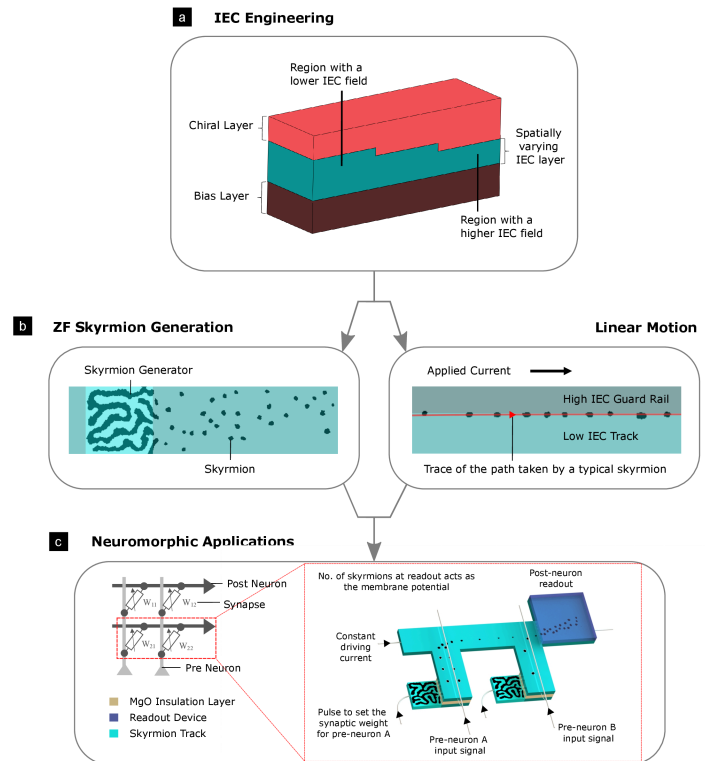 a IEC Engineering
Region with a
lower IEC field
Chiral Layer
Spatially
varying
IEC layer
Bias Layer
Region with a
higher IEC field
b ZF Skyrmion Generation
Linear Motion
Skyrmion Generator
Skyrmion
Applied Current
High IEC Guard Rail
Low IEC Track
Trace of the path taken by a typical skyrmion
c Neuromorphic Applications
Post Neuron
W11 W12
Synapse
W21 W22
Pre Neuron
MgO Insulation Layer
Readout Device
Skyrmion Track
No. of skyrmions at readout acts as
the membrane potential
Post-neuron
readout
Constant
driving
current
Pulse to set the
synaptic weight
for pre-neuron A
Pre-neuron A
input signal
Pre-neuron B
input signal